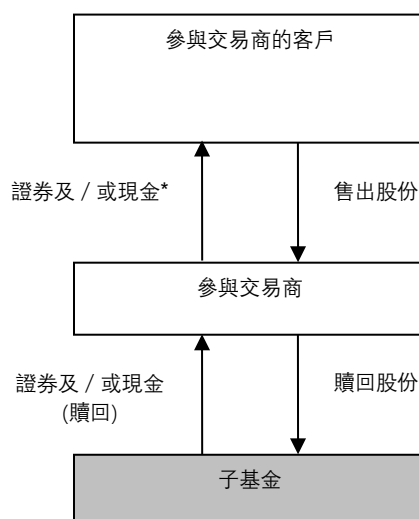 參與交易商的客戶
證券及 / 或現金*
售出股份
參與交易商
證券及 / 或現金
(贖回)
贖回股份
子基金